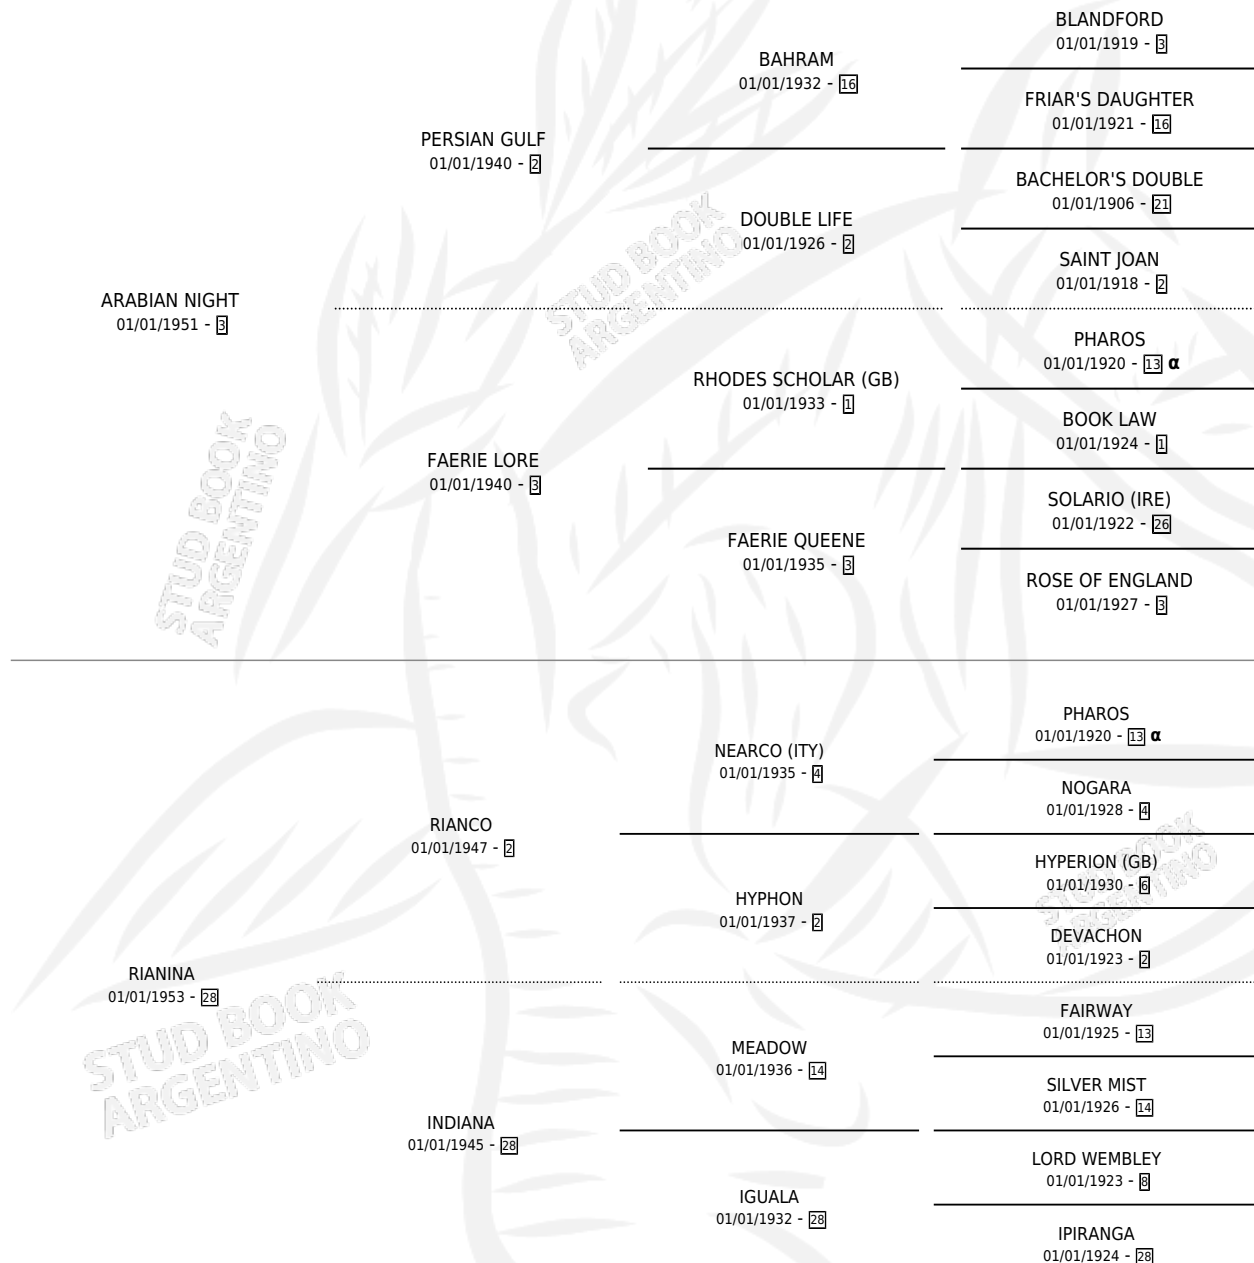 BLANDFORD
01/01/1919 - 3
BAHRAM
01/01/1932 - 16
FRIAR'S DAUGHTER
01/01/1921 - 16
PERSIAN GULF
01/01/1940 - 2
BACHELOR'S DOUBLE
01/01/1906 - 21
DOUBLE LIFE
01/01/1926 - 2
SAINT JOAN
01/01/1918 - 2
STUD BOOK
ARGENTINO
ARABIAN NIGHT
01/01/1951 - 3
PHAROS
01/01/1920 - 13 α
RHODES SCHOLAR (GB)
01/01/1933 - 1
BOOK LAW
01/01/1924 - 1
FAERIE LORE
01/01/1940 - 3
SOLARIO (IRE)
01/01/1922 - 26
FAERIE QUEENE
01/01/1935 - 3
ROSE OF ENGLAND
01/01/1927 - 3
STUD BOOK
ARGENTINO
PHAROS
01/01/1920 - 13 α
NEARCO (ITY)
01/01/1935 - 4
NOGARA
01/01/1928 - 4
RIANCO
01/01/1947 - 2
HYPERION (GB)
01/01/1930 - 6
HYPHON
01/01/1937 - 2
DEVACHON
01/01/1923 - 2
STUD BOOK
ARGENTINO
RIANINA
01/01/1953 - 28
FAIRWAY
01/01/1925 - 13
MEADOW
01/01/1936 - 14
SILVER MIST
01/01/1926 - 14
STUD BOOK
ARGENTINO
INDIANA
01/01/1945 - 28
LORD WEMBLEY
01/01/1923 - 8
IGUALA
01/01/1932 - 28
IPIRANGA
01/01/1924 - 28